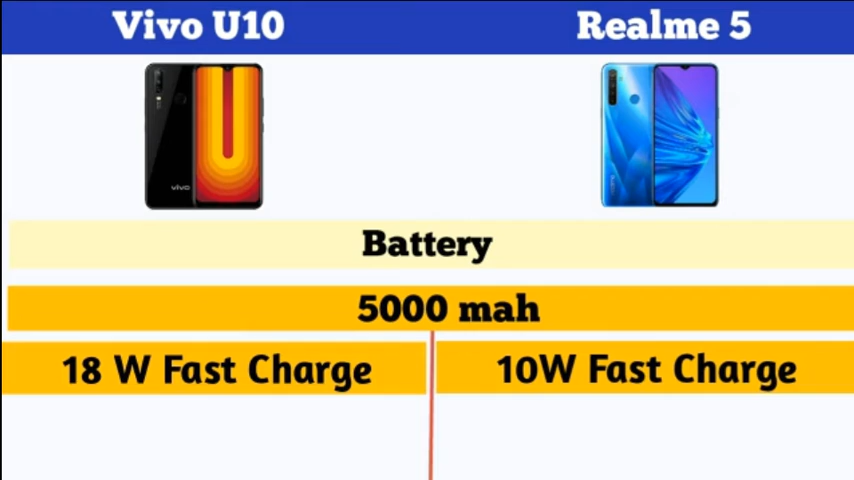 Vivo U10
Realme 5
vivo
Battery
5000 mah
18 W Fast Charge
10W Fast Charge